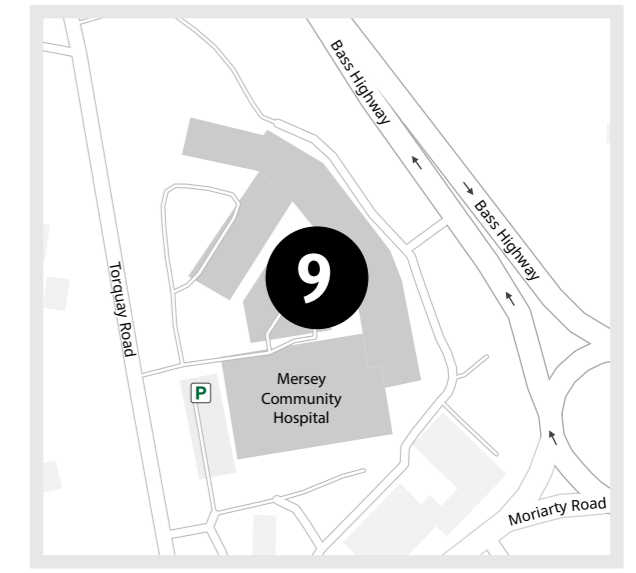 Bass Highway
Bass Highway
Torquay Road
9
P
Mersey
Community
Hospital
Moriarty Road